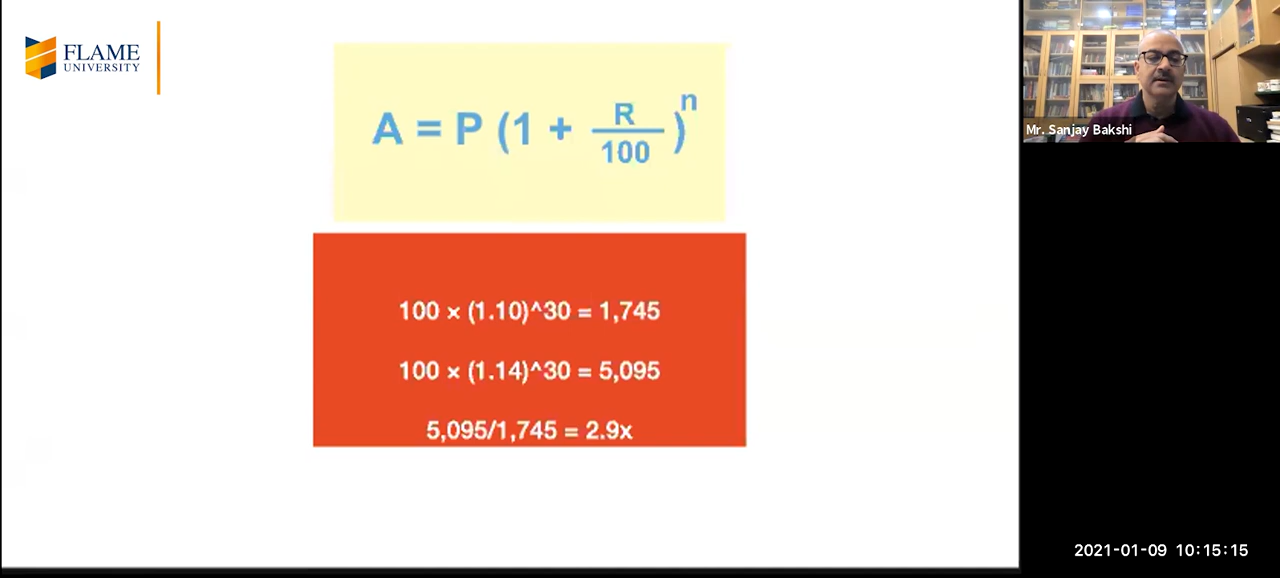 FLAME
UNIVERSITY
A = P (1 + R/100)^n
100 × (1.10)^30 = 1,745
100 × (1.14)^30 = 5,095
5,095/1,745 = 2.9x
Mr. Sanjay Bakshi
2021-01-09 10:15:15